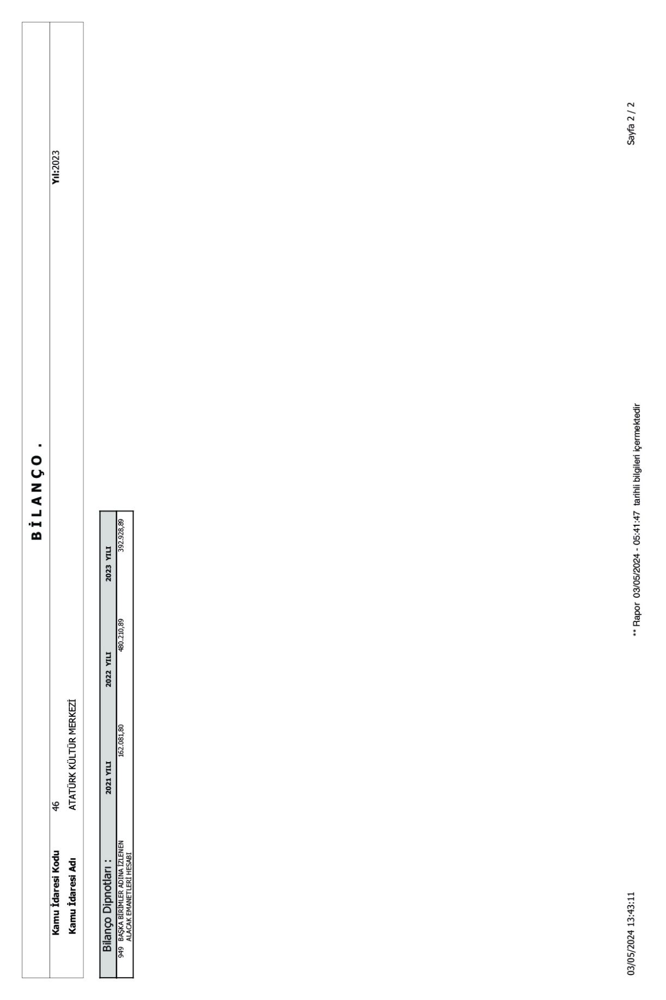 BİLANÇO .
Kamu İdaresi Kodu 46 Yıl:2023
Kamu İdaresi Adı ATATÜRK KÜLTÜR MERKEZİ
Bilanço Dipnotları : 2021 YILI 2022 YILI 2023 YILI
949 BAŞKA BİRİMLER ADINA İZLENEN 162.081,80 480.210,89 392.928,89
ALACAK EMANETLERİ HESABI
03/05/2024 13:43:11 ** Rapor 03/05/2024 - 05:41:47 tarihli bilgileri içermektedir Sayfa 2 / 2